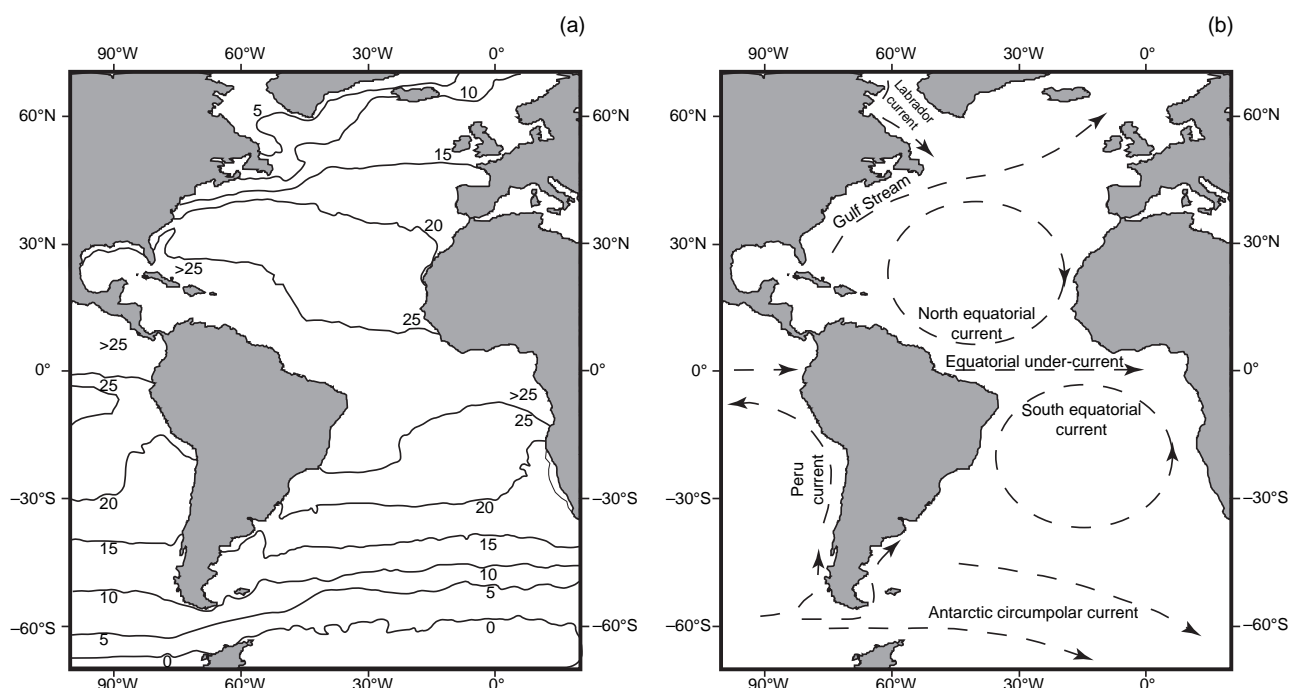 (a)
90°W 60°W 30°W 0°
60°N
30°N
0°
–30°S
–60°S
60°N
30°N
0°
–30°S
–60°S
5
10
15
20
>25
25
>25
25
>25
25
20
20
15
15
10
10
5
5
0
0
90°W 60°W 30°W 0°
(b)
90°W 60°W 30°W 0°
60°N
30°N
0°
–30°S
–60°S
60°N
30°N
0°
–30°S
–60°S
Labrador
current
Gulf Stream
North equatorial
current
Equatorial under-current
South equatorial
current
Peru
current
Antarctic circumpolar current
90°W 60°W 30°W 0°